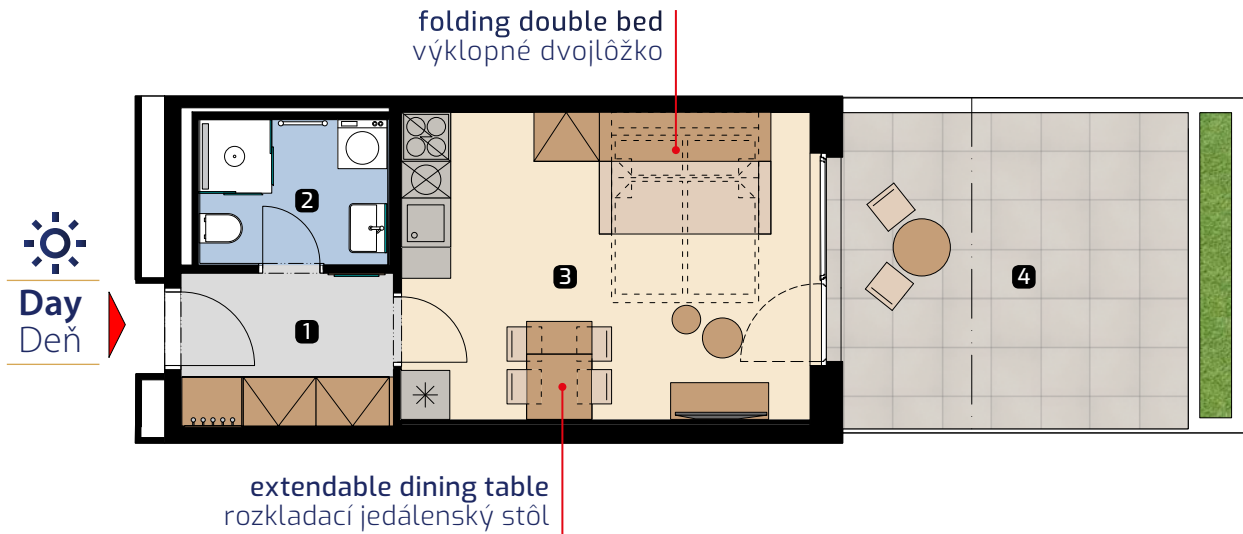 folding double bed
výklopné dvojlôžko
2
Day
Deň
1
3
4
extendable dining table
rozkladací jedálenský stôl